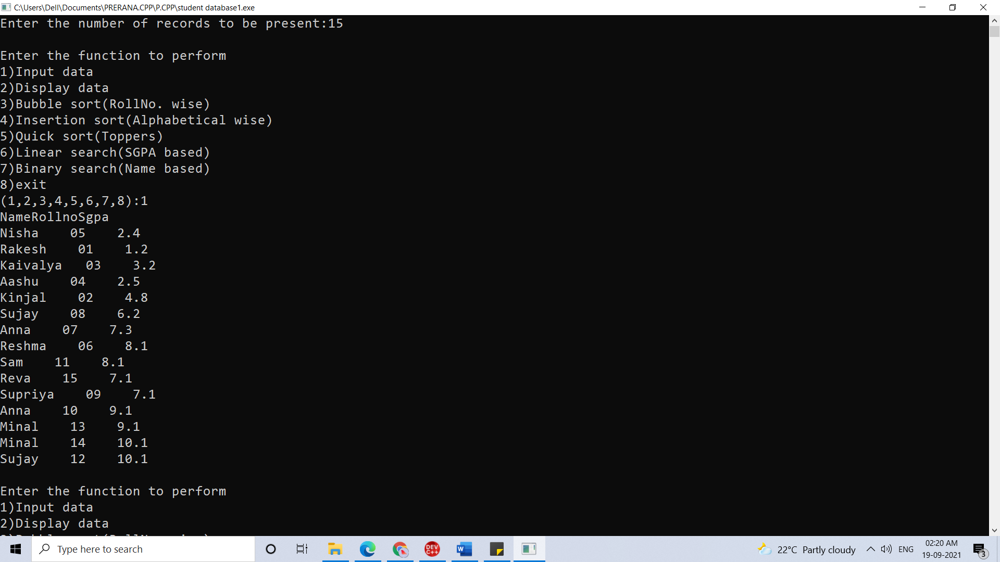 C:\Users\Dell\Documents\PRERANA.CPP\P.CPP\student database1.exe
Enter the number of records to be present:15
Enter the function to perform
1)Input data
2)Display data
3)Bubble sort(RollNo. wise)
4)Insertion sort(Alphabetical wise)
5)Quick sort(Toppers)
6)Linear search(SGPA based)
7)Binary search(Name based)
8)exit
(1,2,3,4,5,6,7,8):1
NameRollnoSgpa
Nisha    05    2.4
Rakesh    01    1.2
Kaivalya   03    3.2
Aashu    04    2.5
Kinjal    02    4.8
Sujay    08    6.2
Anna    07    7.3
Reshma    06    8.1
Sam    11    8.1
Reva    15    7.1
Supriya    09    7.1
Anna    10    9.1
Minal    13    9.1
Minal    14    10.1
Sujay    12    10.1
Enter the function to perform
1)Input data
2)Display data
Type here to search
DEV C++
W
22°C Partly cloudy
ENG
02:20 AM
19-09-2021
3